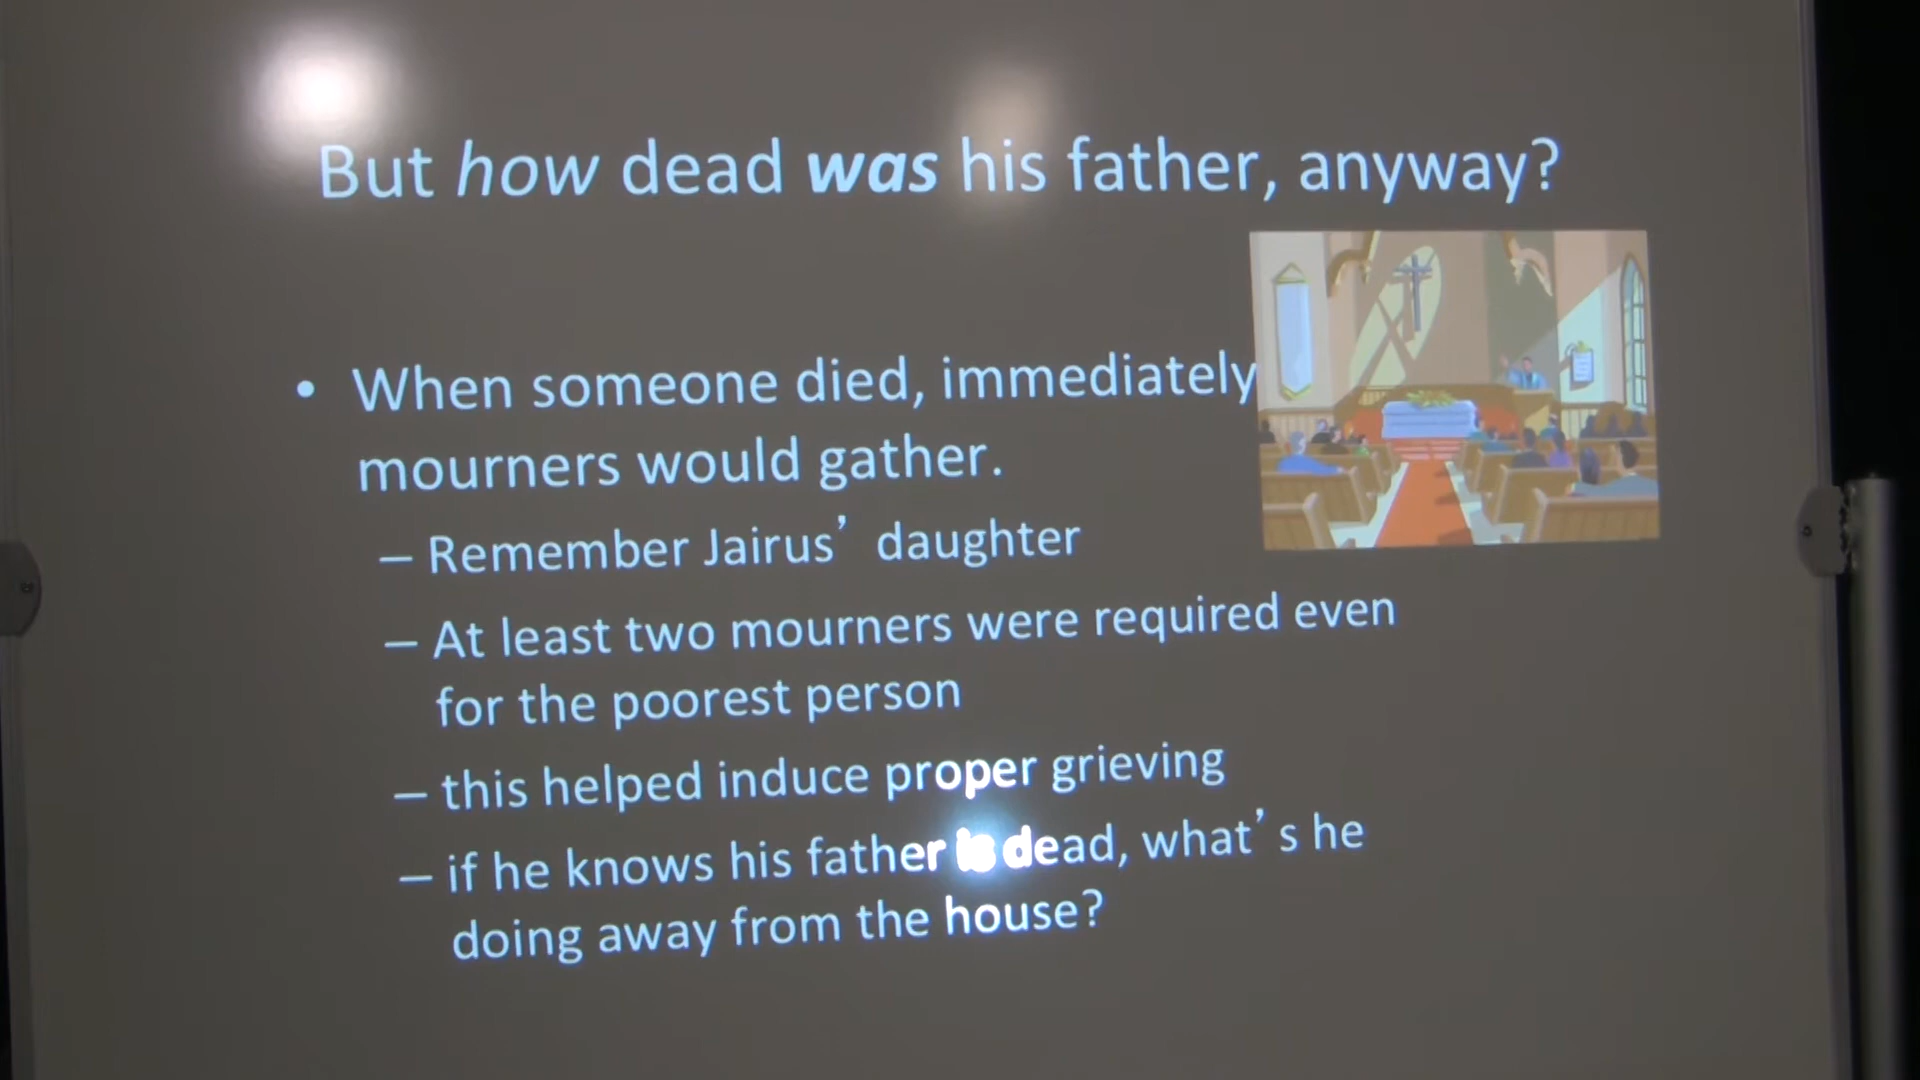 But how dead was his father, anyway?
• When someone died, immediately
mourners would gather.
– Remember Jairus’ daughter
– At least two mourners were required even
for the poorest person
– this helped induce proper grieving
– if he knows his father is dead, what’s he
doing away from the house?